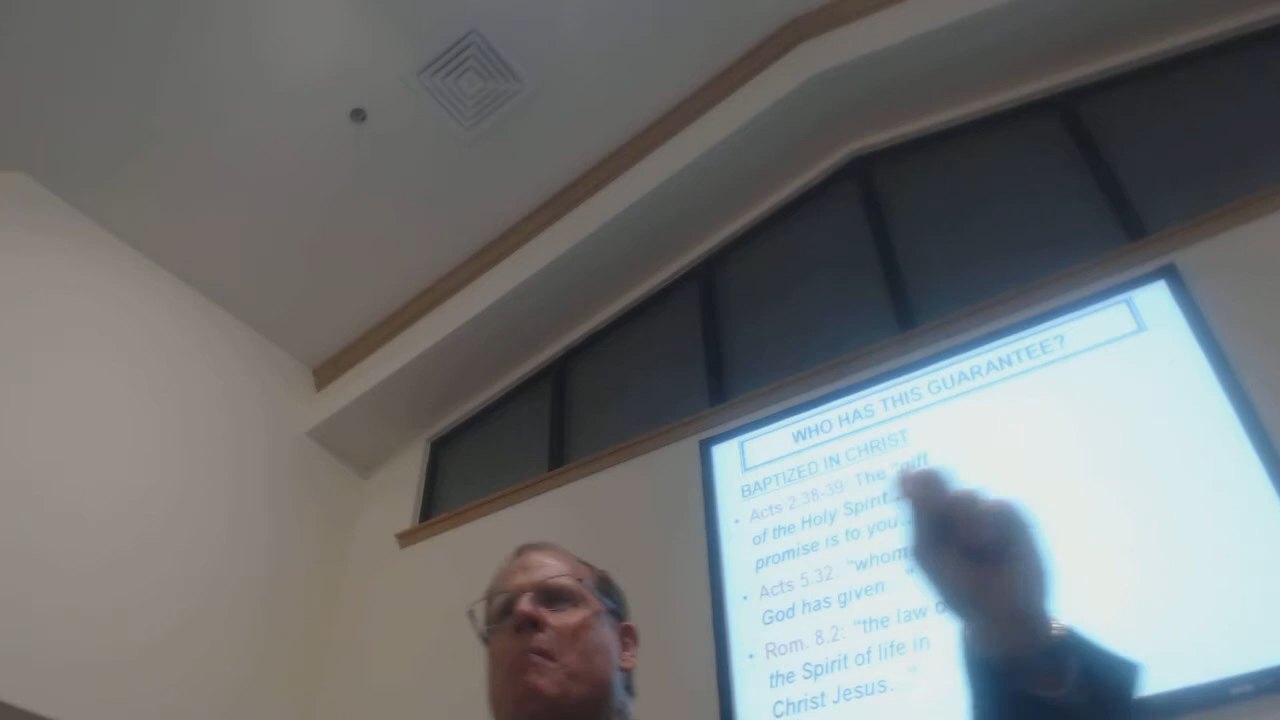 WHO HAS THIS GUARANTEE?
BAPTIZED IN CHRIST
• Acts 2.38-39: The "gift
of the Holy Spirit...
promise is to you...
• Acts 5.32: "whom
God has given
• Rom. 8.2: "the law
the Spirit of life in
Christ Jesus.